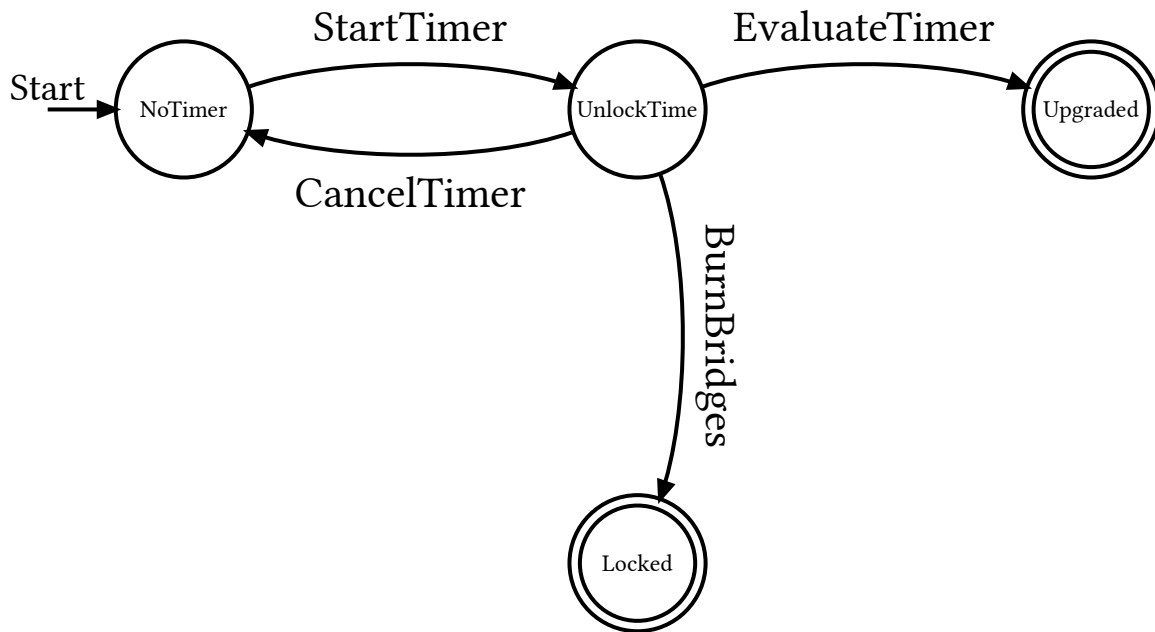 StartTimer
EvaluateTimer
Start
NoTimer
UnlockTime
Upgraded
CancelTimer
BurnBridges
Locked